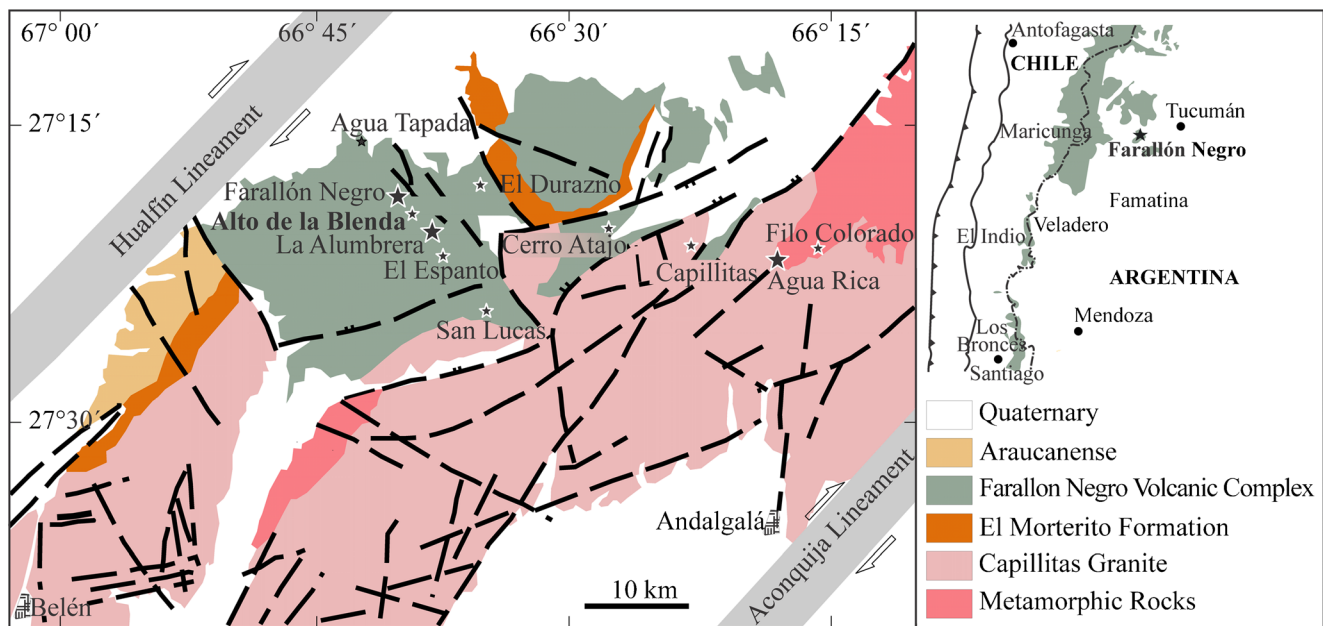 67° 00´
66° 45´
66° 30´
66° 15´
27° 15´
27° 30´
Hualfín Lineament
Agua Tapada
Farallón Negro
El Durazno
Alto de la Blenda
La Alumbrera
Cerro Atajo
Filo Colorado
El Espanto
Capillitas
Agua Rica
San Lucas
Andalgalá
Aconquija Lineament
10 km
Belén
Antofagasta
CHILE
Tucumán
Maricunga
Farallón Negro
Famatina
Veladero
El Indio
ARGENTINA
Mendoza
Los
Bronces
Santiago
Quaternary
Araucanense
Farallon Negro Volcanic Complex
El Morterito Formation
Capillitas Granite
Metamorphic Rocks